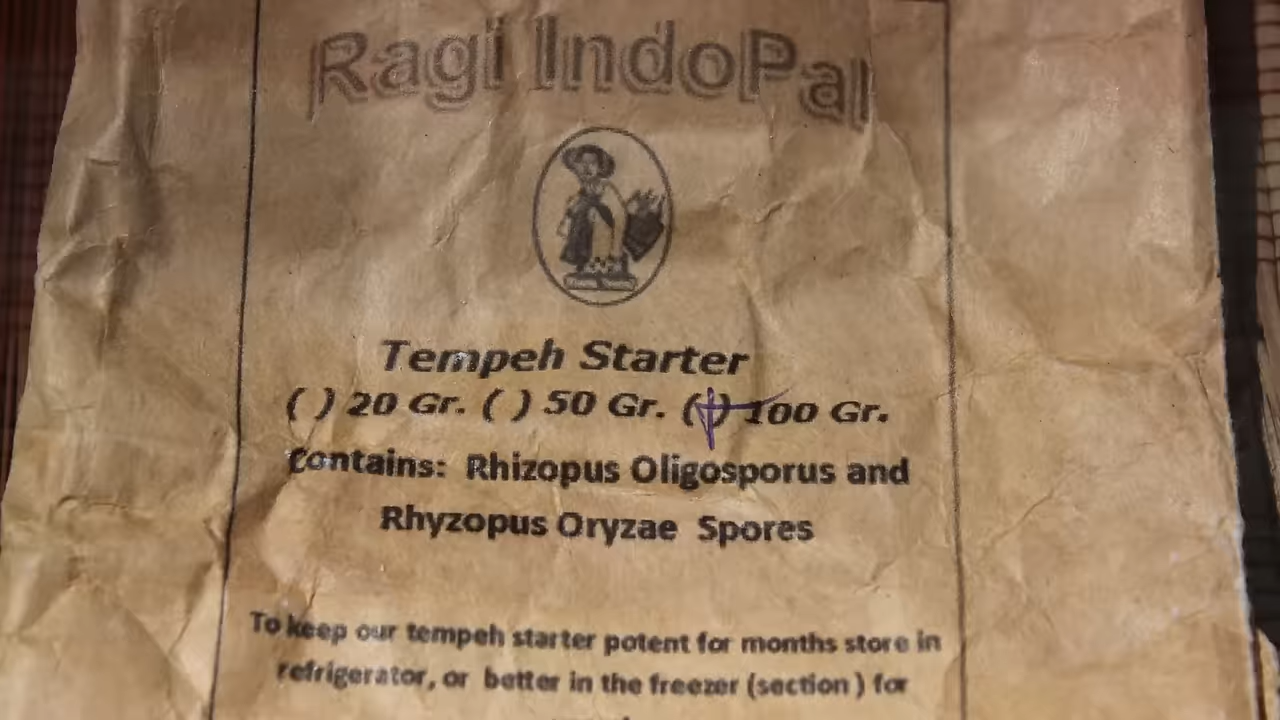 Ragi IndoPal
Tempeh Starter
( ) 20 Gr. ( ) 50 Gr. ( ) 100 Gr.
Contains: Rhizopus Oligosporus and
Rhyzopus Oryzae Spores
To keep our tempeh starter potent for months store in
refrigerator, or better in the freezer (section ) for